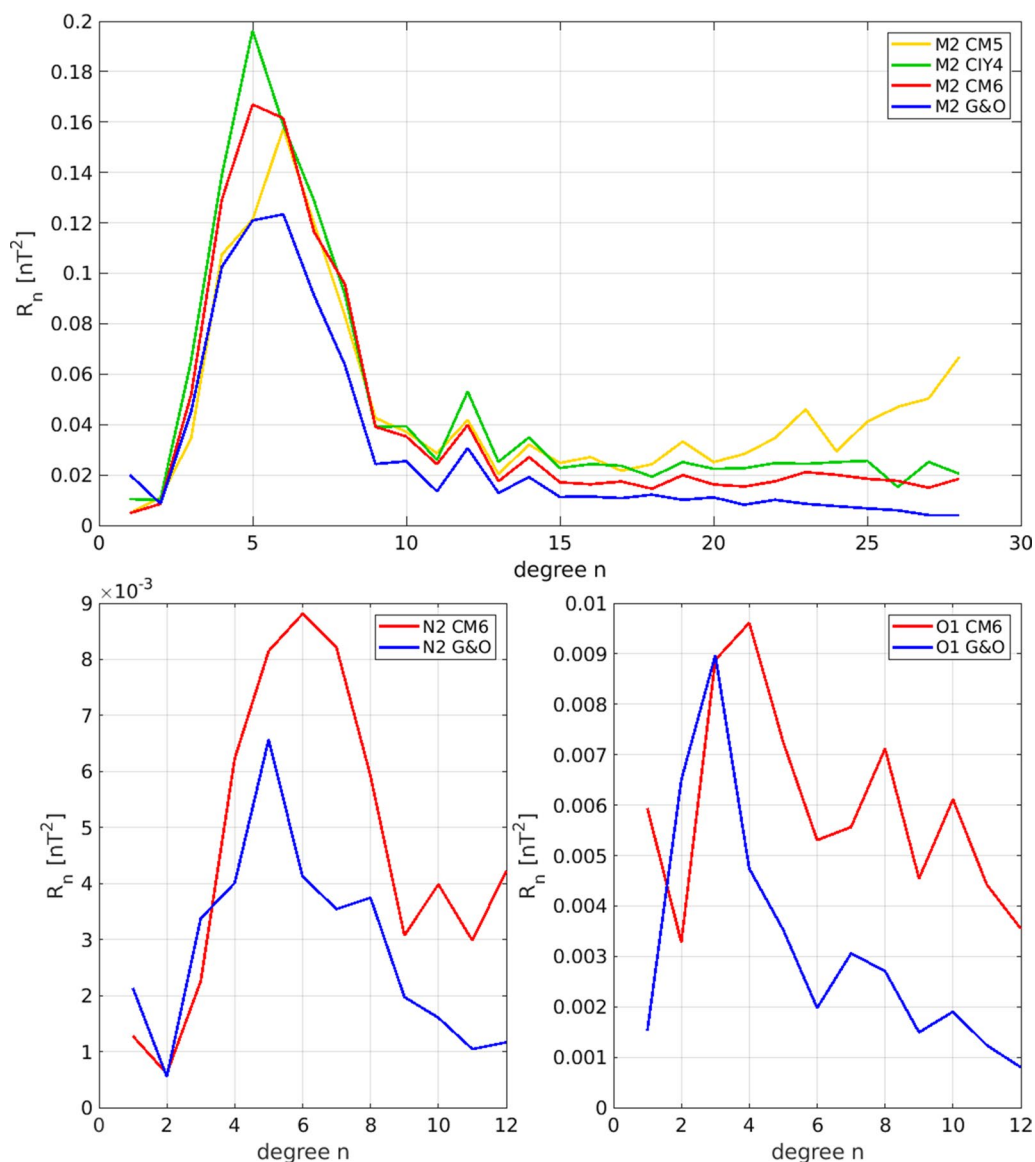 0.2
0.18
0.16
0.14
0.12
0.1
0.08
0.06
0.04
0.02
0
R_n [nT^2]
0 5 10 15 20 25 30
degree n
M2 CM5
M2 CIY4
M2 CM6
M2 G&O
×10^-3
9
8
7
6
5
4
3
2
1
0
R_n [nT^2]
0 2 4 6 8 10 12
degree n
N2 CM6
N2 G&O
0.01
0.009
0.008
0.007
0.006
0.005
0.004
0.003
0.002
0.001
0
R_n [nT^2]
0 2 4 6 8 10 12
degree n
O1 CM6
O1 G&O